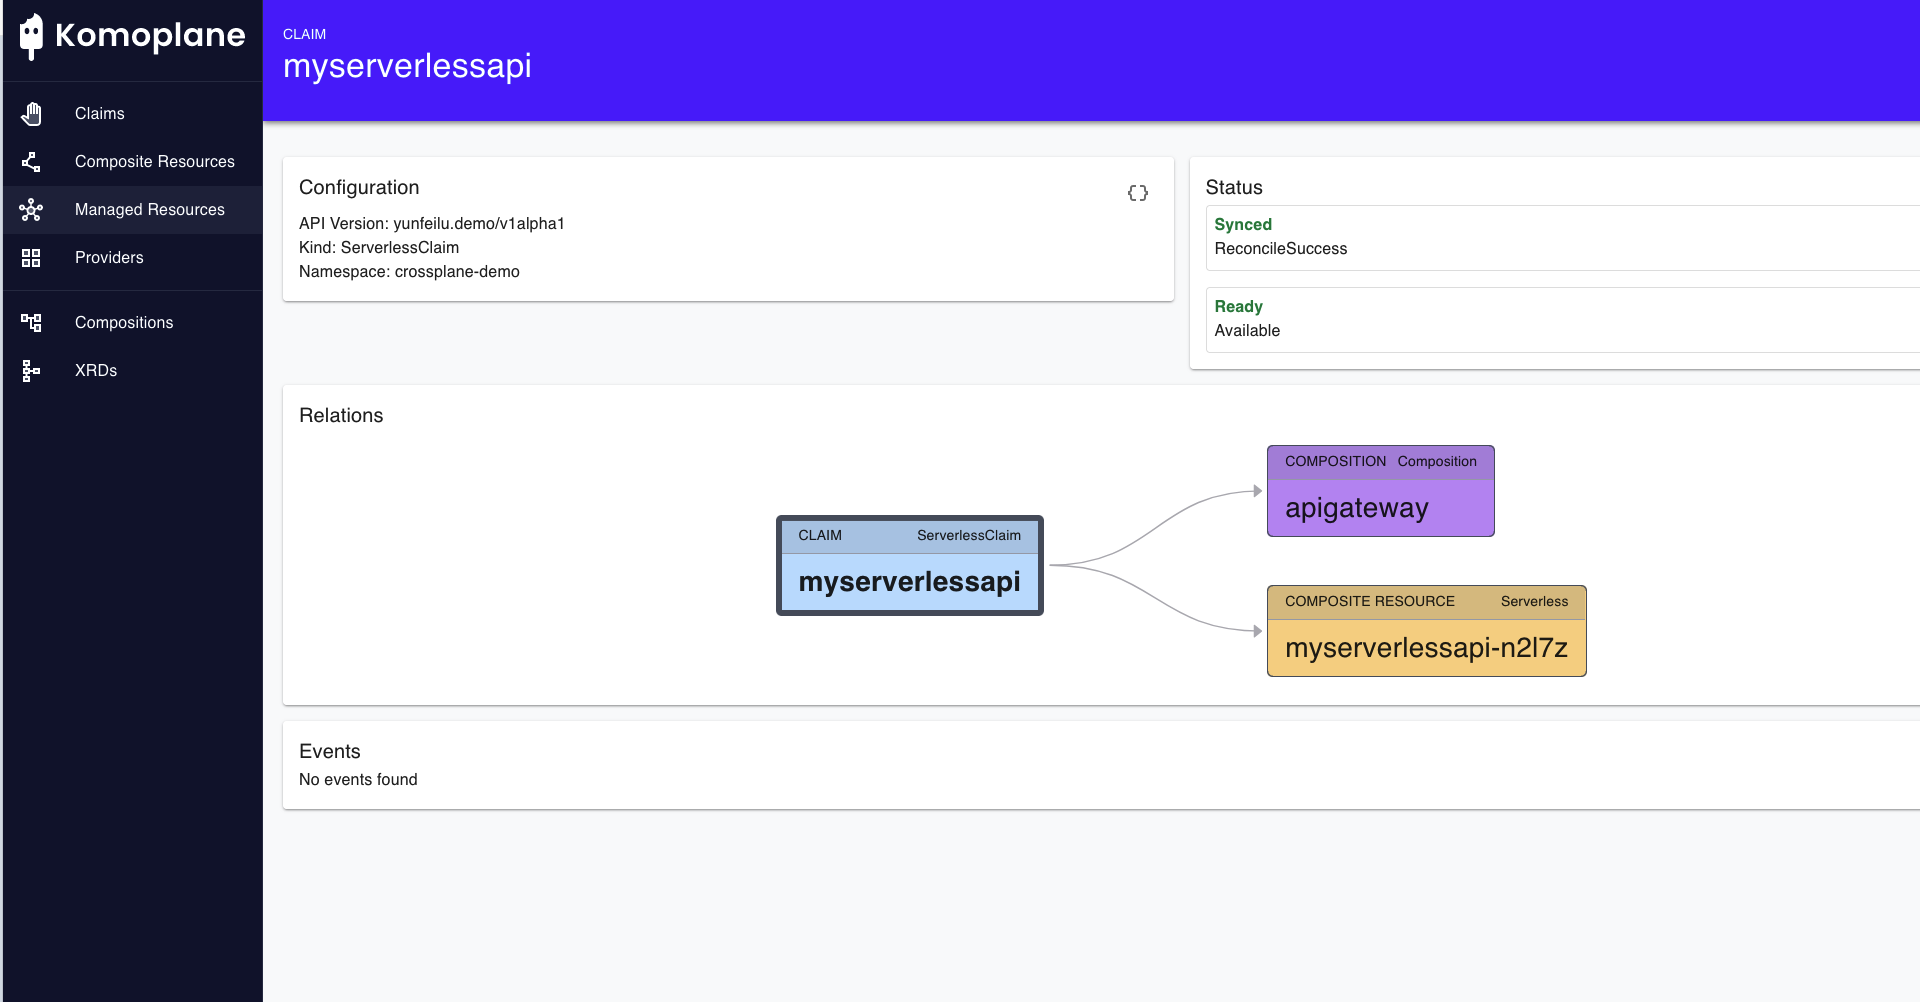 Komoplane
Claims
Composite Resources
Managed Resources
Providers
Compositions
XRDs
CLAIM
myserverlessapi
Configuration
API Version: yunfeilu.demo/v1alpha1
Kind: ServerlessClaim
Namespace: crossplane-demo
Status
Synced
ReconcileSuccess
Ready
Available
Relations
CLAIM ServerlessClaim
myserverlessapi
COMPOSITION Composition
apigateway
COMPOSITE RESOURCE Serverless
myserverlessapi-n2l7z
Events
No events found